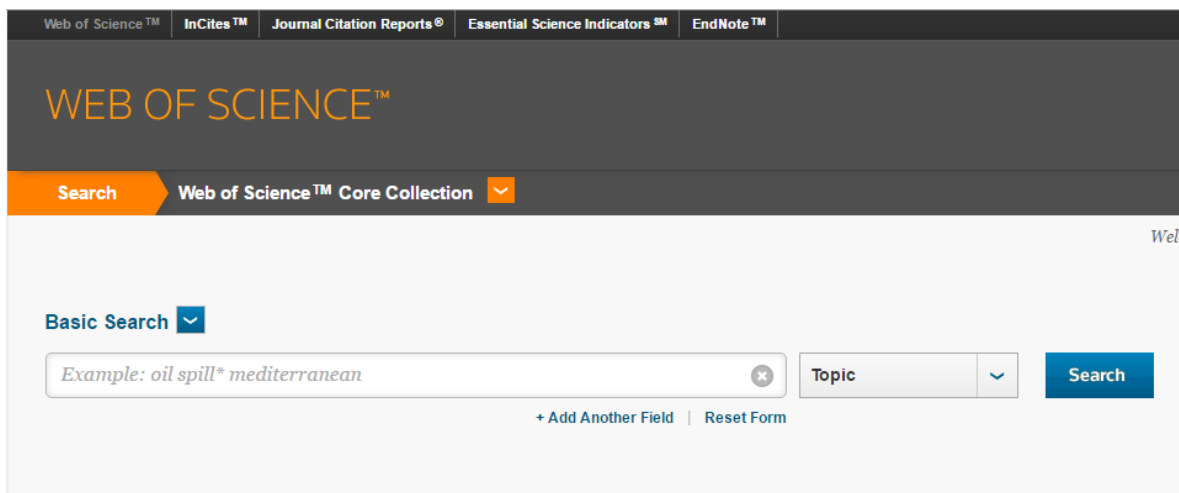 Web of Science™ InCites™ Journal Citation Reports® Essential Science Indicators℠ EndNote™
WEB OF SCIENCE™
Search Web of Science™ Core Collection
Basic Search
Example: oil spill* mediterranean Topic Search
+ Add Another Field | Reset Form